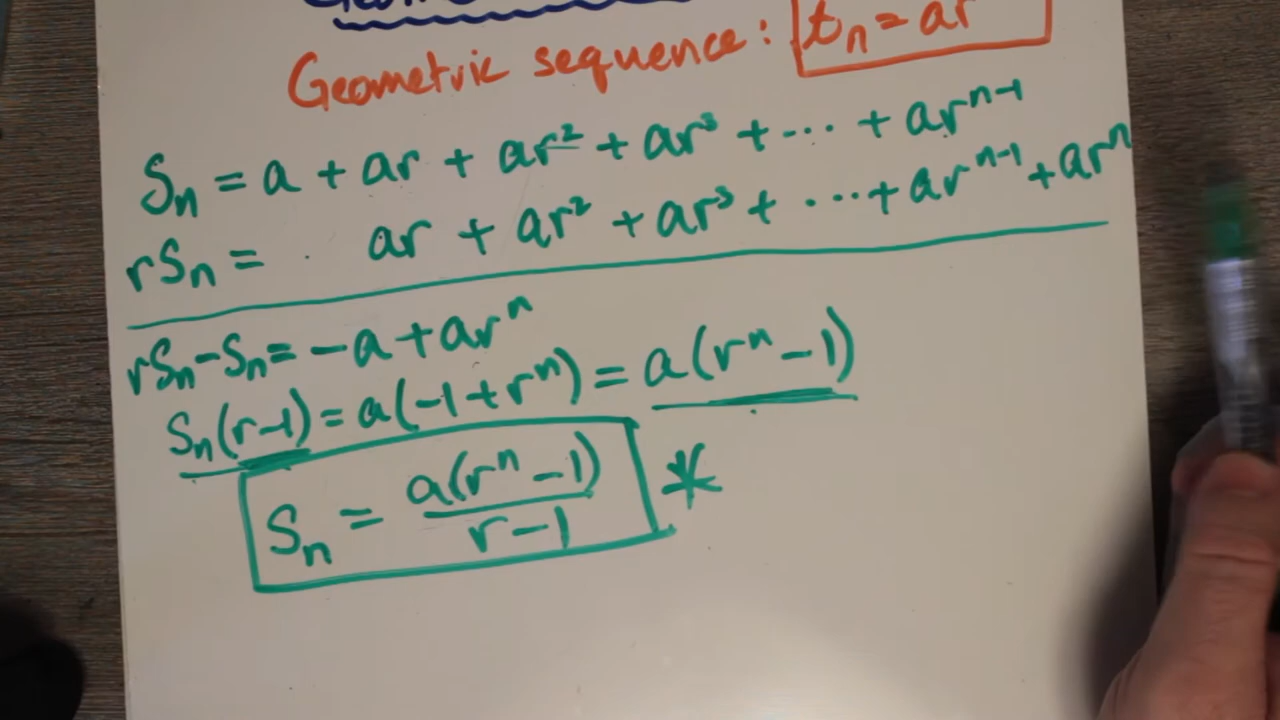 Geometric sequence: tₙ = ar
Sₙ = a + ar + ar² + ar³ + ... + arⁿ⁻¹
rSₙ = . ar + ar² + ar³ + ... + arⁿ⁻¹ + arⁿ
rSₙ - Sₙ = -a + arⁿ
Sₙ(r-1) = a(-1+rⁿ) = a(rⁿ-1)
Sₙ = a(rⁿ-1)/r-1 *